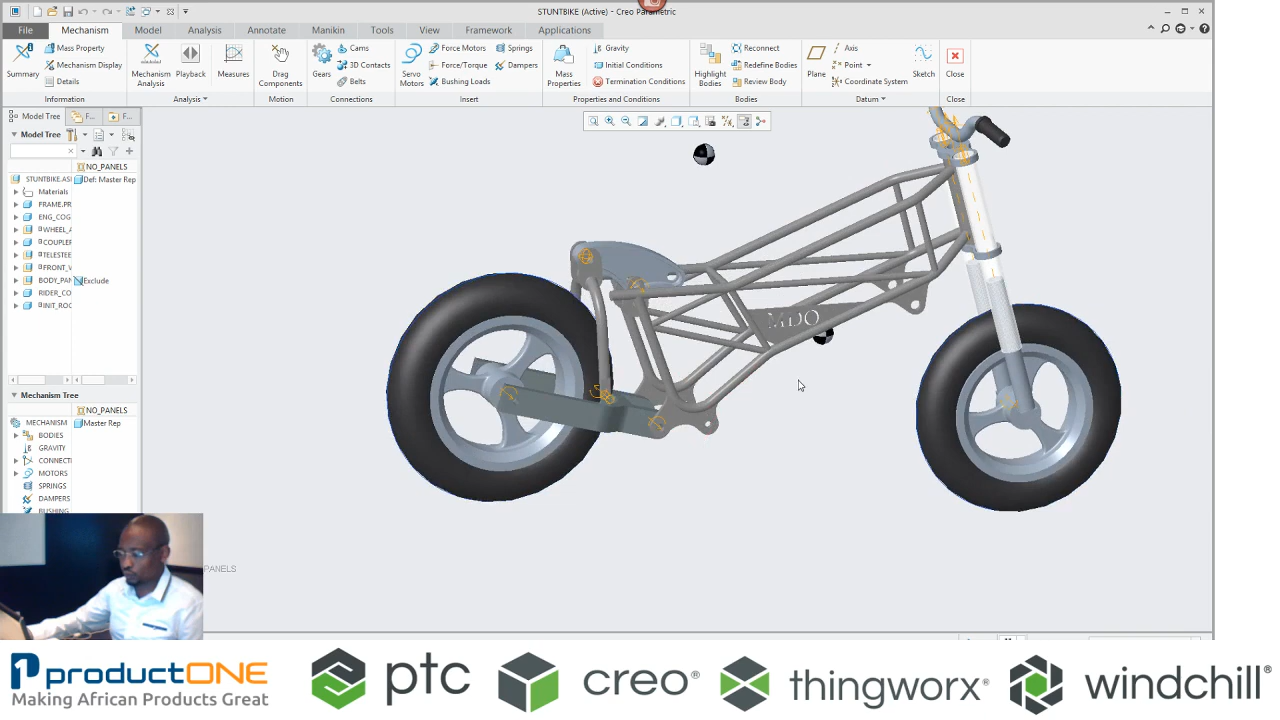 STUNTBIKE (Active) - Creo Parametric
File Mechanism Model Analysis Annotate Manikin Tools View Framework Applications
Summary
Mass Property
Mechanism Display
Details
Information
Mechanism Analysis
Playback
Measures
Analysis
Drag Components
Motion
Gears
Cams
3D Contacts
Belts
Connections
Servo Motors
Force Motors
Force/Torque
Bushing Loads
Springs
Dampers
Insert
Mass Properties
Gravity
Initial Conditions
Termination Conditions
Properties and Conditions
Highlight Bodies
Reconnect
Redefine Bodies
Review Body
Bodies
Plane
Axis
Point
Coordinate System
Sketch
Datum
Close
Close
Model Tree
F...
F...
Model Tree
NO_PANELS
STUNTBIKE.AS Def: Master Rep
Materials
FRAME.PR
ENG_COG
WHEEL_A
COUPLER
TELESTEE
FRONT_V
BODY_PAN Exclude
RIDER_CO
INIT_ROC
Mechanism Tree
NO_PANELS
MECHANISM Master Rep
BODIES
GRAVITY
CONNECTI
MOTORS
SPRINGS
DAMPERS
BUSHING
PANELS
MDO
productONE
Making African Products Great
ptc
creo®
thingworx®
windchill®